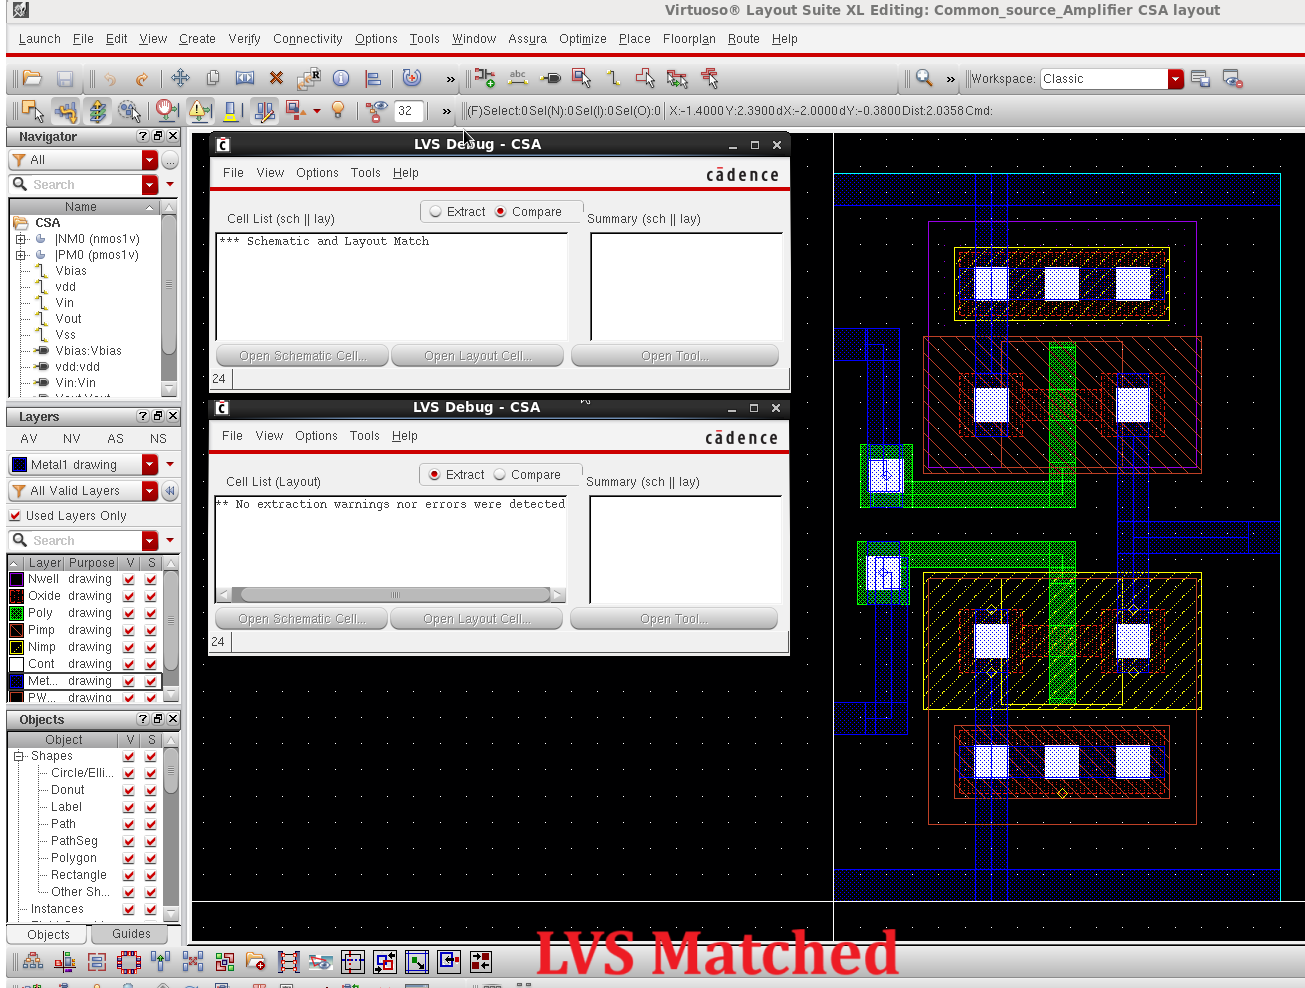 Virtuoso® Layout Suite XL Editing: Common_source_Amplifier CSA layout
Launch File Edit View Create Verify Connectivity Options Tools Window Assura Optimize Place Floorplan Route Help
abc
» » Workspace: Classic
32 » (F)Select:0 Sel(N):0 Sel(I):0 Sel(O):0 X:-1.4000 Y:2.3900 dX:-2.0000 dY:-0.3800 Dist:2.0358 Cmd:
Navigator ?
All
Search
Name
CSA
|NM0 (nmos1v)
|PM0 (pmos1v)
Vbias
vdd
Vin
Vout
Vss
Vbias:Vbias
vdd:vdd
Vin:Vin
Layers ?
AV NV AS NS
Metal1 drawing
All Valid Layers
Used Layers Only
Search
Layer Purpose V S
Nwell drawing
Oxide drawing
Poly drawing
Pimp drawing
Nimp drawing
Cont drawing
Met... drawing
PW... drawing
Objects ?
Object V S
Shapes
Circle/Elli...
Donut
Label
Path
PathSeg
Polygon
Rectangle
Other Sh...
Instances
Objects Guides
LVS Debug - CSA
File View Options Tools Help
cādence
Extract Compare
Cell List (sch || lay) Summary (sch || lay)
*** Schematic and Layout Match
Open Schematic Cell... Open Layout Cell... Open Tool...
24
LVS Debug - CSA
File View Options Tools Help
cādence
Extract Compare
Cell List (Layout) Summary (sch || lay)
** No extraction warnings nor errors were detected
Open Schematic Cell... Open Layout Cell... Open Tool...
24
LVS Matched